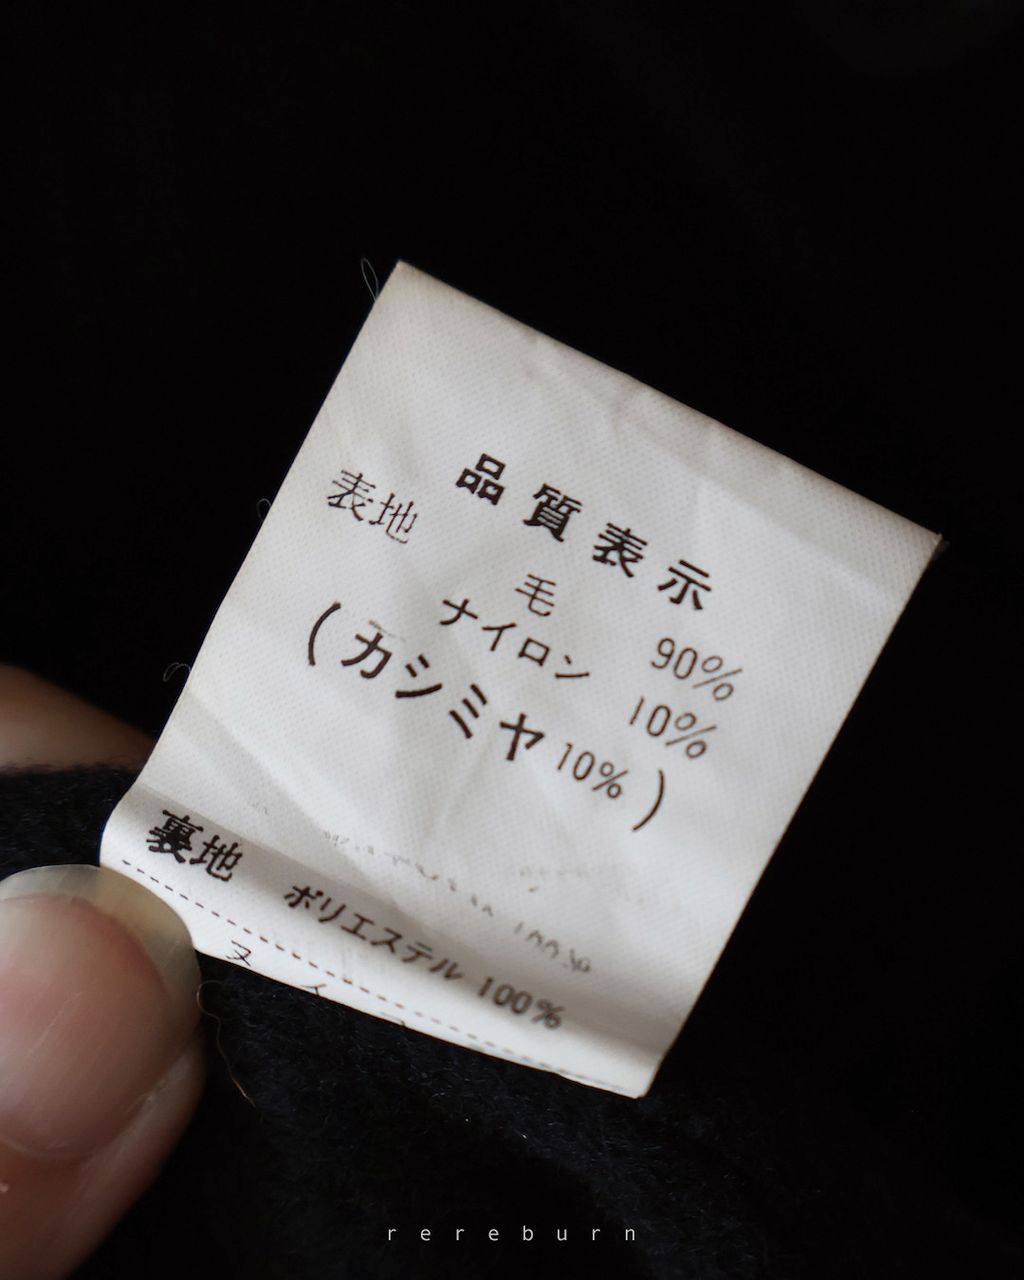 品質表示
表地
毛 90%
ナイロン 10%
(カシミヤ 10%)
裏地
ポリエステル 100%
rereburn